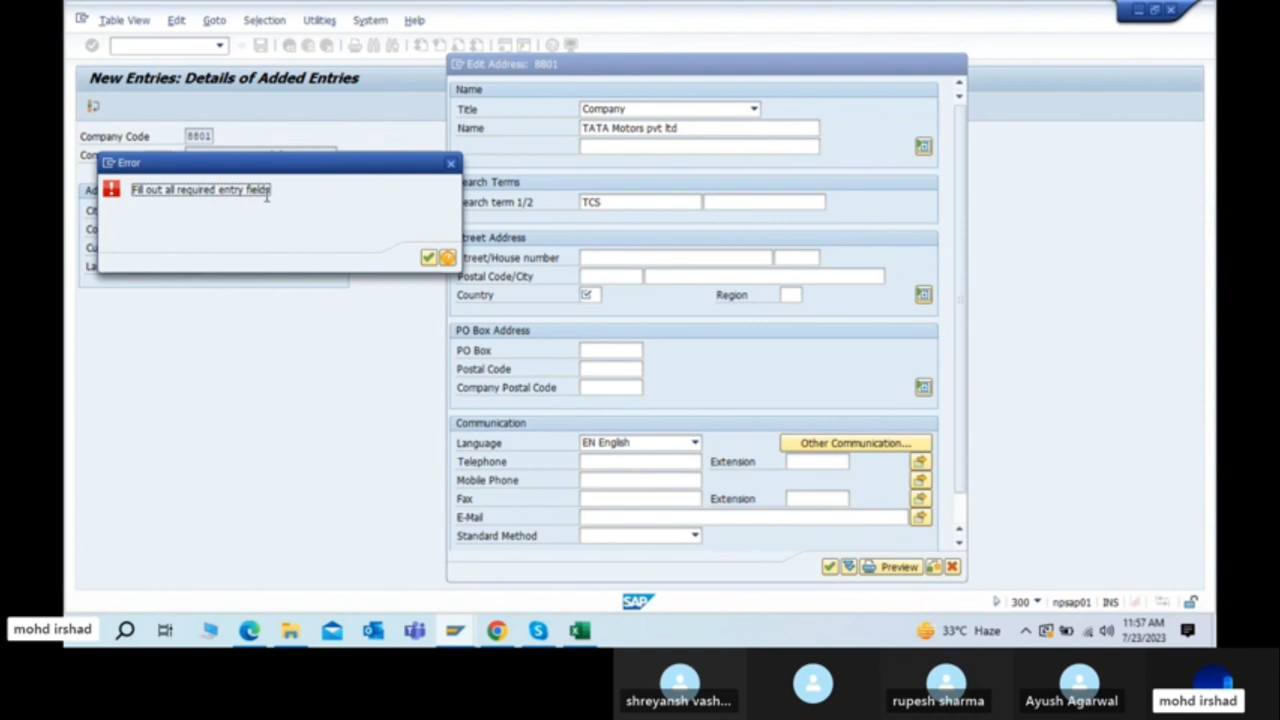 Table View Edit Goto Selection Utilities System Help
New Entries: Details of Added Entries
Company Code 8801
Error
Fill out all required entry fields
Edit Address: 8801
Name
Title Company
Name TATA Motors pvt ltd
earch Terms
earch term 1/2 TCS
treet Address
treet/House number
Postal Code/City
Country Region
PO Box Address
PO Box
Postal Code
Company Postal Code
Communication
Language EN English Other Communication...
Telephone Extension
Mobile Phone
Fax Extension
E-Mail
Standard Method
Preview
SAP
300 npsap01 INS
mohd irshad
33°C Haze
11:57 AM
7/23/2023
shreyansh vash... rupesh sharma Ayush Agarwal mohd irshad